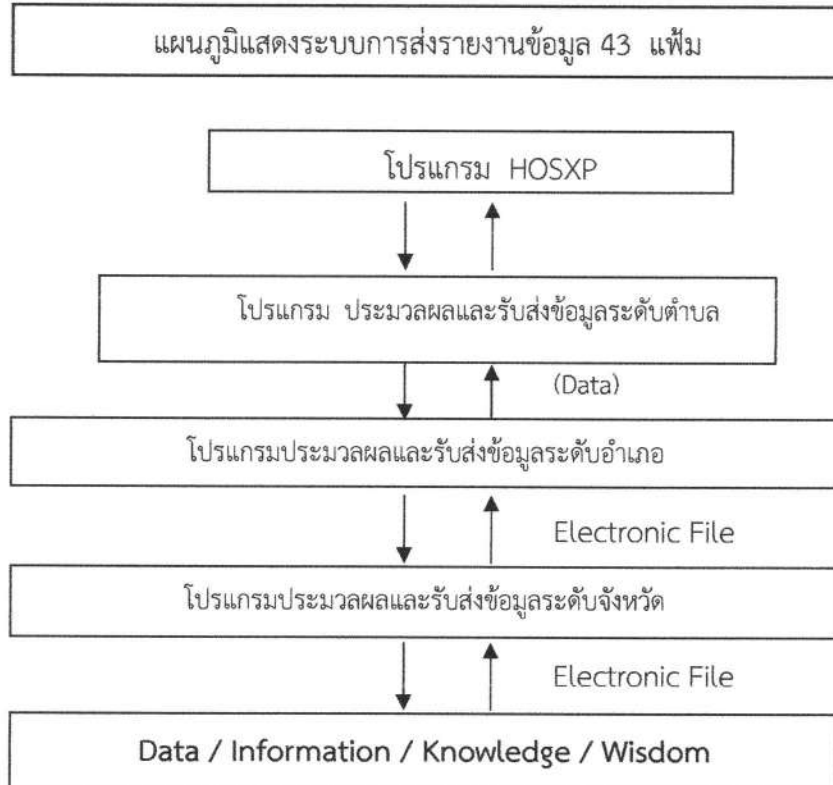 แผนภูมิแสดงระบบการส่งรายงานข้อมูล 43 แฟ้ม
โปรแกรม HOSXP
โปรแกรม ประมวลผลและรับส่งข้อมูลระดับตำบล
(Data)
โปรแกรมประมวลผลและรับส่งข้อมูลระดับอำเภอ
Electronic File
โปรแกรมประมวลผลและรับส่งข้อมูลระดับจังหวัด
Electronic File
Data / Information / Knowledge / Wisdom